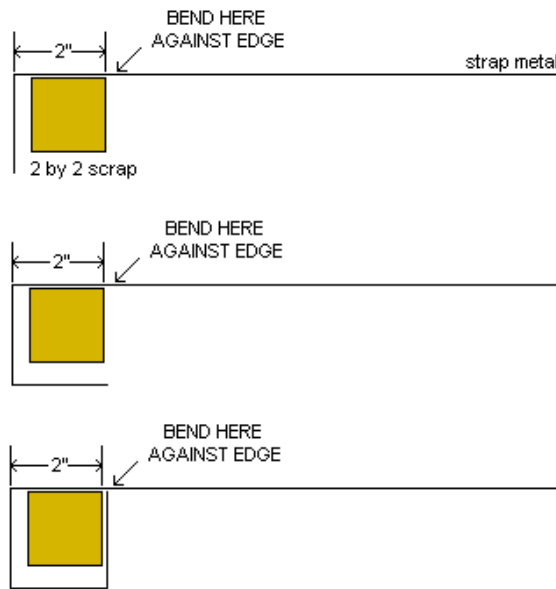 BEND HERE
AGAINST EDGE
2"
strap metal
2 by 2 scrap
BEND HERE
AGAINST EDGE
2"
BEND HERE
AGAINST EDGE
2"